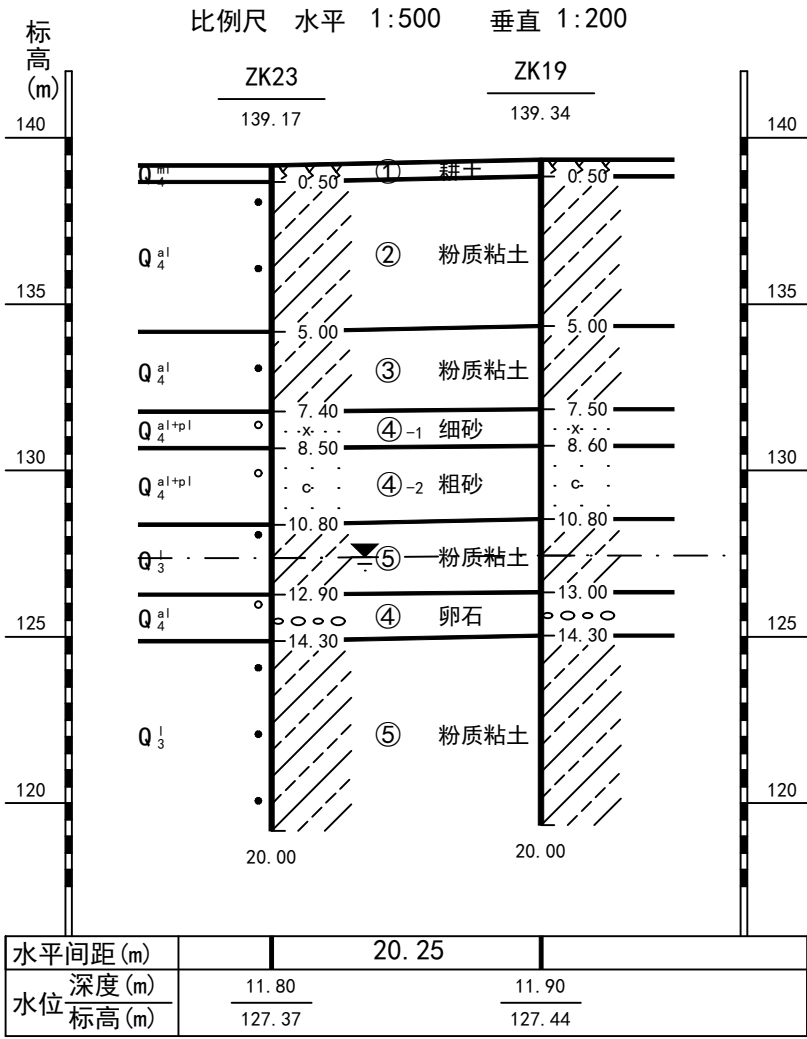 比例尺 水平 1:500 垂直 1:200
标高(m)
ZK23 ZK19
139.17 139.34
140 140
Q4ml ① 耕土
0.50 0.50
Q4al ② 粉质粘土
135 135
5.00 5.00
Q4al ③ 粉质粘土
7.40 7.50
Q4al+pl x ④-1 细砂 x
8.50 8.60
130 130
Q4al+pl c ④-2 粗砂 c
10.80 10.80
Q3l ⑤ 粉质粘土
12.90 13.00
Q4al ④ 卵石
125 125
14.30 14.30
Q3l ⑤ 粉质粘土
120 120
20.00 20.00
水平间距(m) 20.25
水位 深度(m) 11.80 11.90
标高(m) 127.37 127.44